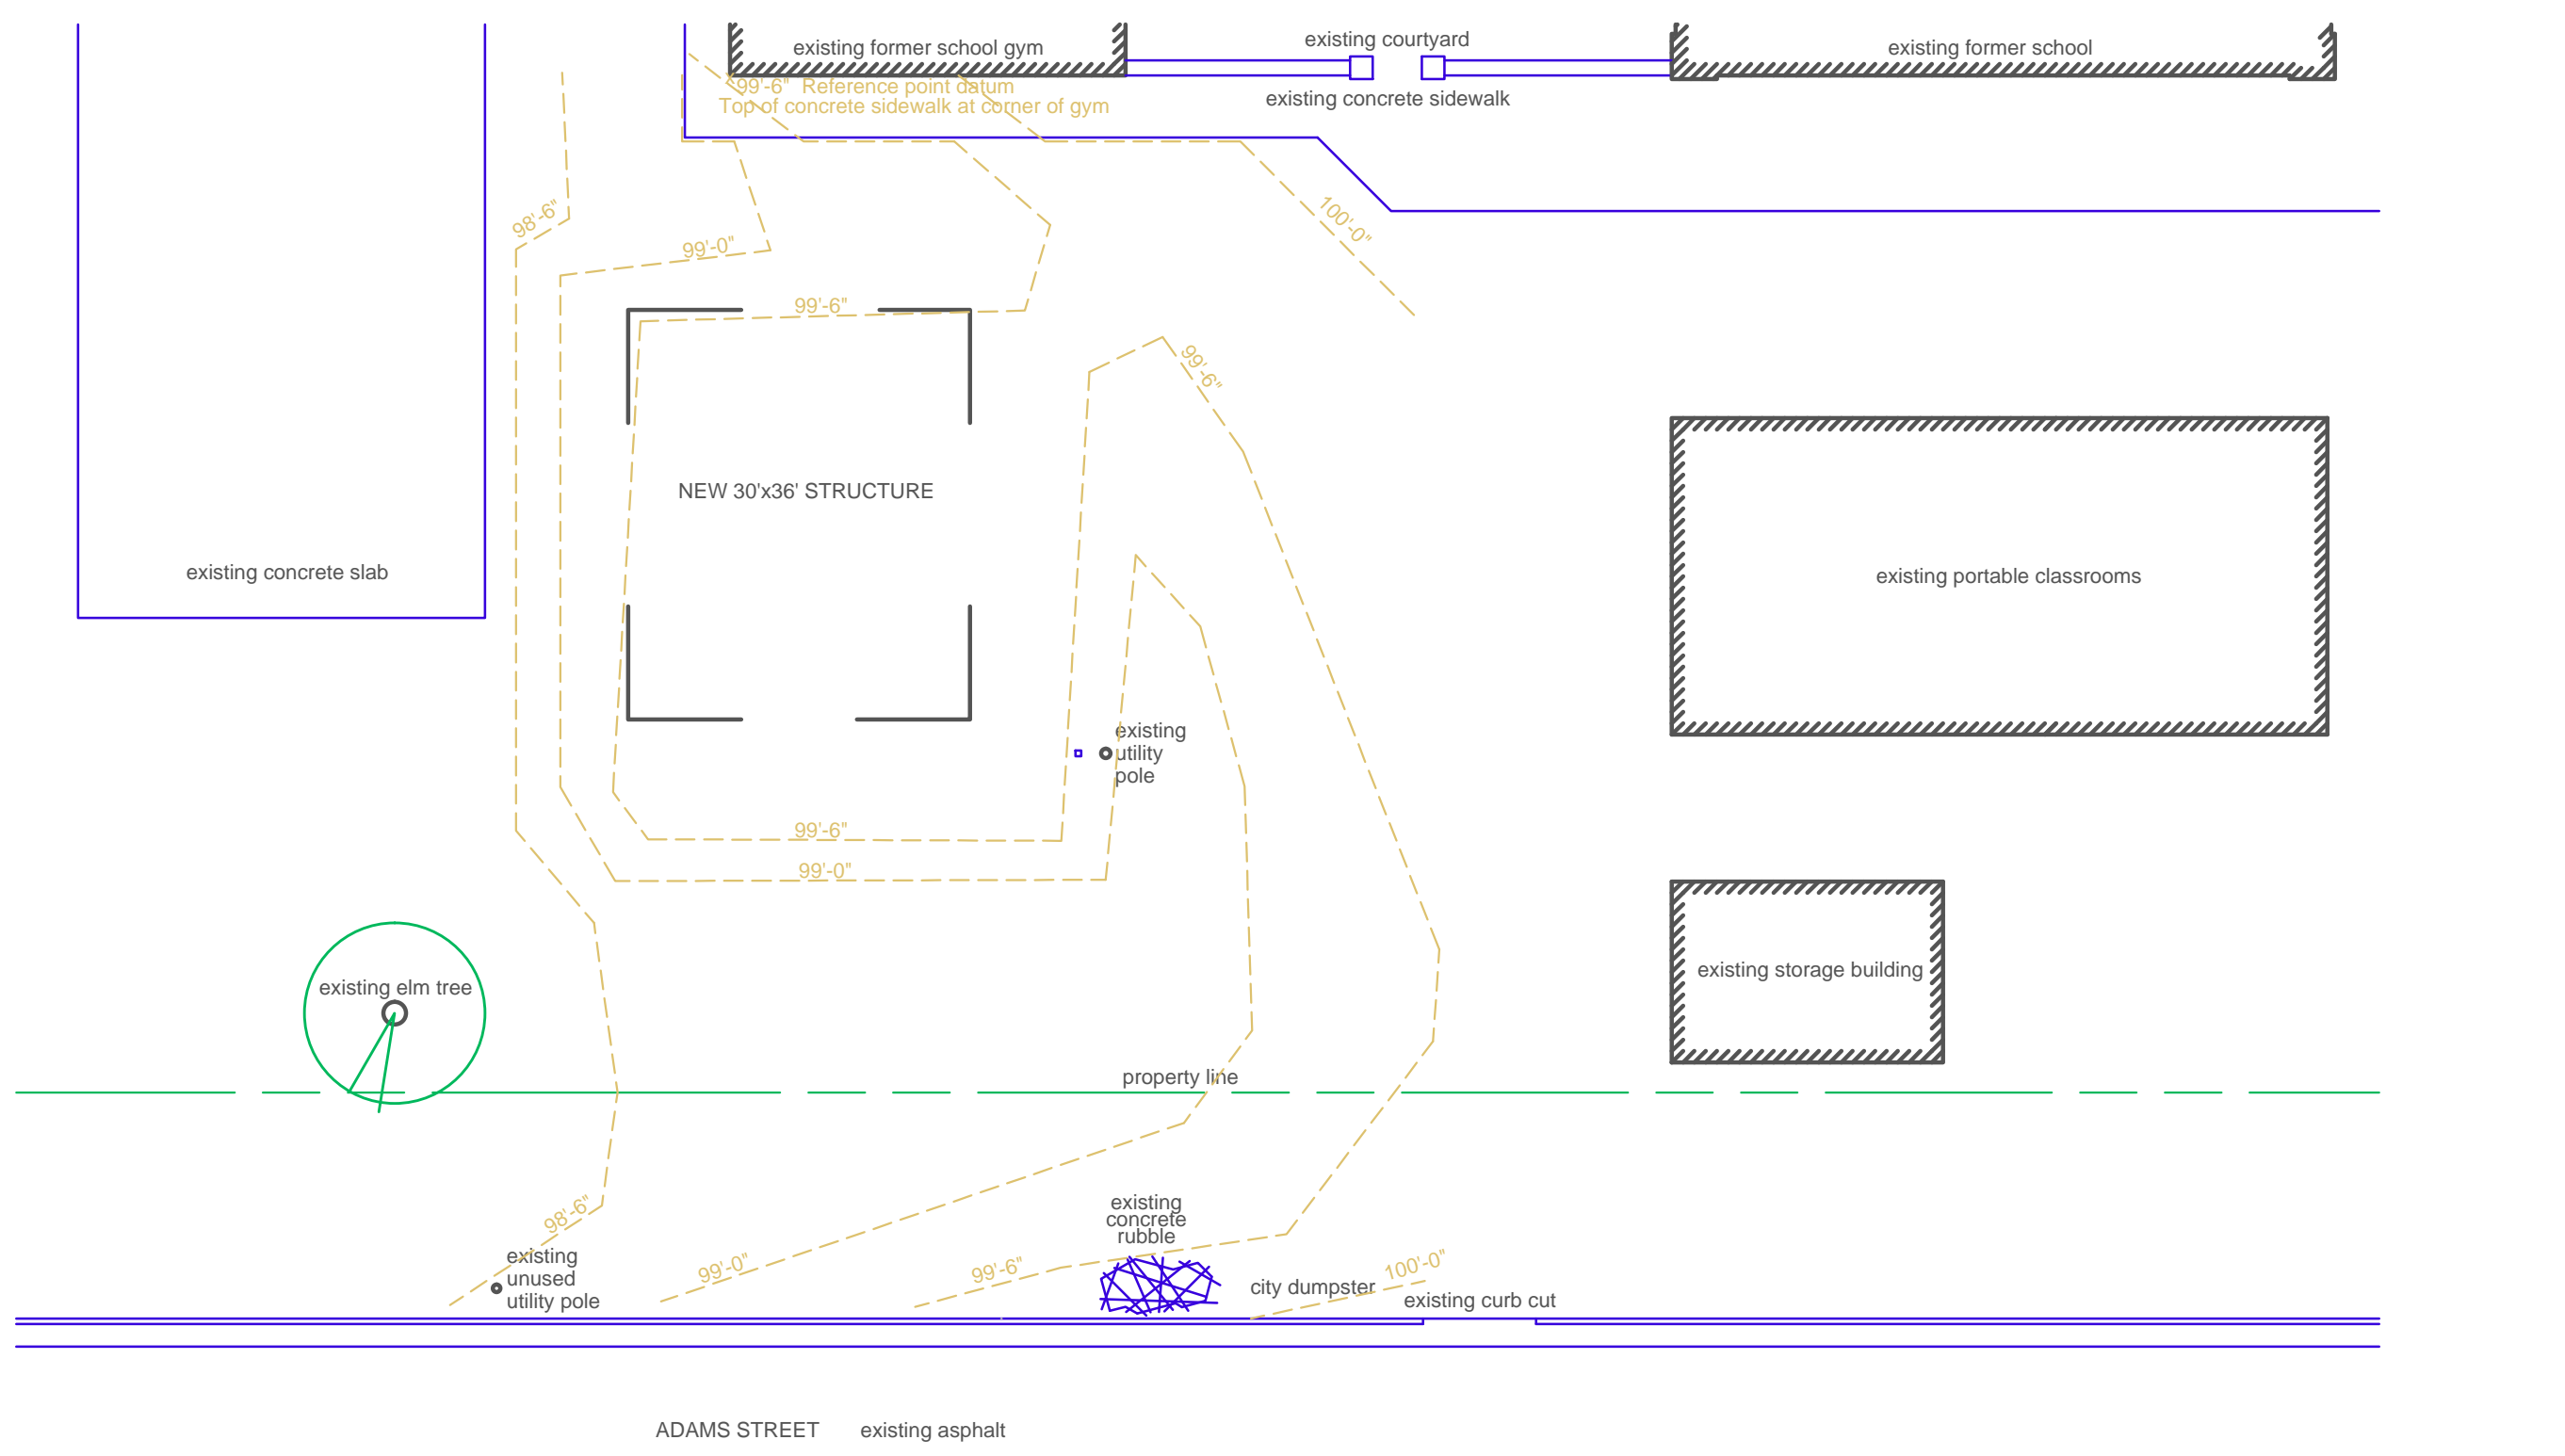 existing former school gym
existing courtyard
existing former school
99'-6"  Reference point datum
Top of concrete sidewalk at corner of gym
existing concrete sidewalk
98'-6"
99'-0"
100'-0"
99'-6"
99'-6"
NEW 30'x36' STRUCTURE
existing concrete slab
existing portable classrooms
existing
utility
pole
99'-6"
99'-0"
existing elm tree
existing storage building
property line
98'-6"
existing
concrete
rubble
existing
unused
utility pole
99'-0"
99'-6"
city dumpster
100'-0"
existing curb cut
ADAMS STREET
existing asphalt